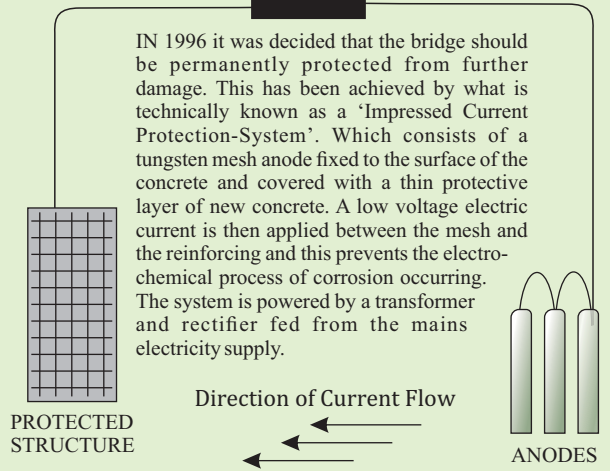 IN 1996 it was decided that the bridge should
be permanently protected from further
damage. This has been achieved by what is
technically known as a ‘Impressed Current
Protection-System’. Which consists of a
tungsten mesh anode fixed to the surface of the
concrete and covered with a thin protective
layer of new concrete. A low voltage electric
current is then applied between the mesh and
the reinforcing and this prevents the electro-
chemical process of corrosion occurring.
The system is powered by a transformer
and rectifier fed from the mains
electricity supply.
Direction of Current Flow
PROTECTED
STRUCTURE
ANODES